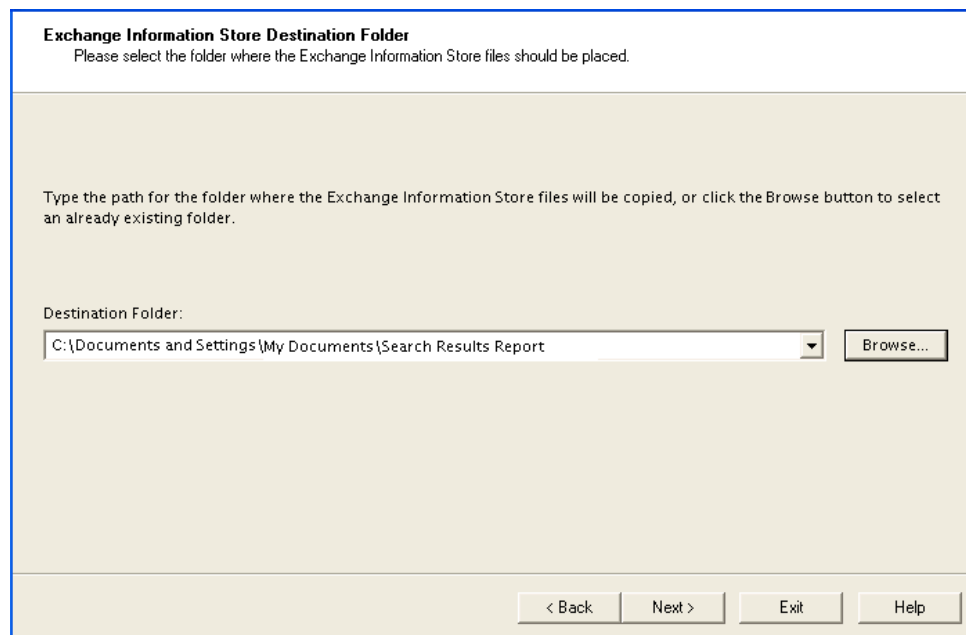 Exchange Information Store Destination Folder
Please select the folder where the Exchange Information Store files should be placed.
Type the path for the folder where the Exchange Information Store files will be copied, or click the Browse button to select
an already existing folder.
Destination Folder:
C:\Documents and Settings\My Documents\Search Results Report
Browse...
< Back
Next >
Exit
Help